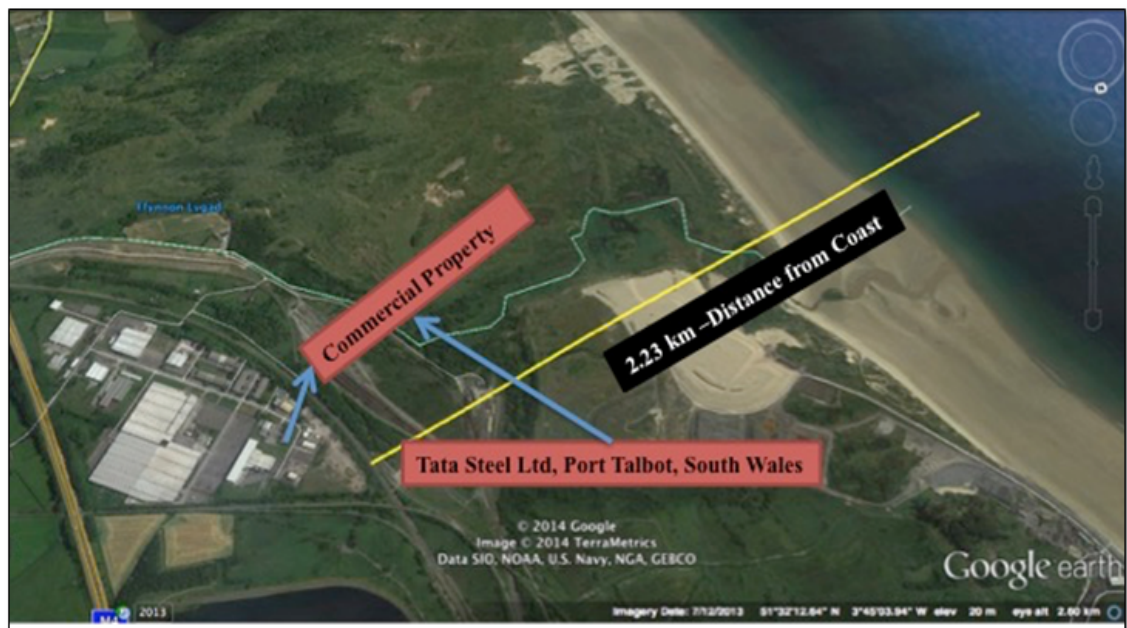 Ffynnon Lygad
Commercial Property
2.23 km –Distance from Coast
Tata Steel Ltd, Port Talbot, South Wales
© 2014 Google
Image © 2014 TerraMetrics
Data SIO, NOAA, U.S. Navy, NGA, GEBCO
Google earth
2013
Imagery Date: 7/12/2013 51°32'12.64" N 3°45'03.94" W elev 20 m eye alt 2.60 km